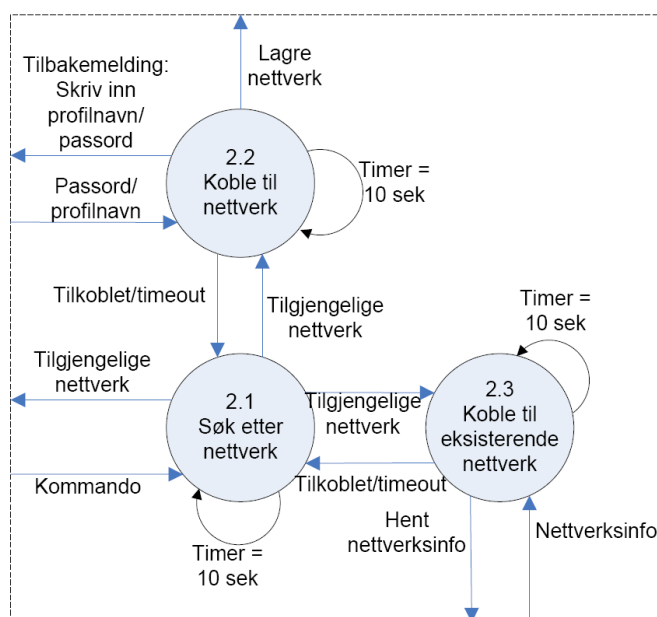 Lagre
nettverk
Tilbakemelding:
Skriv inn
profilnavn/
passord
2.2
Koble til
nettverk
Timer =
10 sek
Passord/
profilnavn
Tilkoblet/timeout
Tilgjengelige
nettverk
Timer =
10 sek
Tilgjengelige
nettverk
2.1
Søk etter
nettverk
Tilgjengelige
nettverk
2.3
Koble til
eksisterende
nettverk
Kommando
Tilkoblet/timeout
Timer =
10 sek
Hent
nettverksinfo
Nettverksinfo